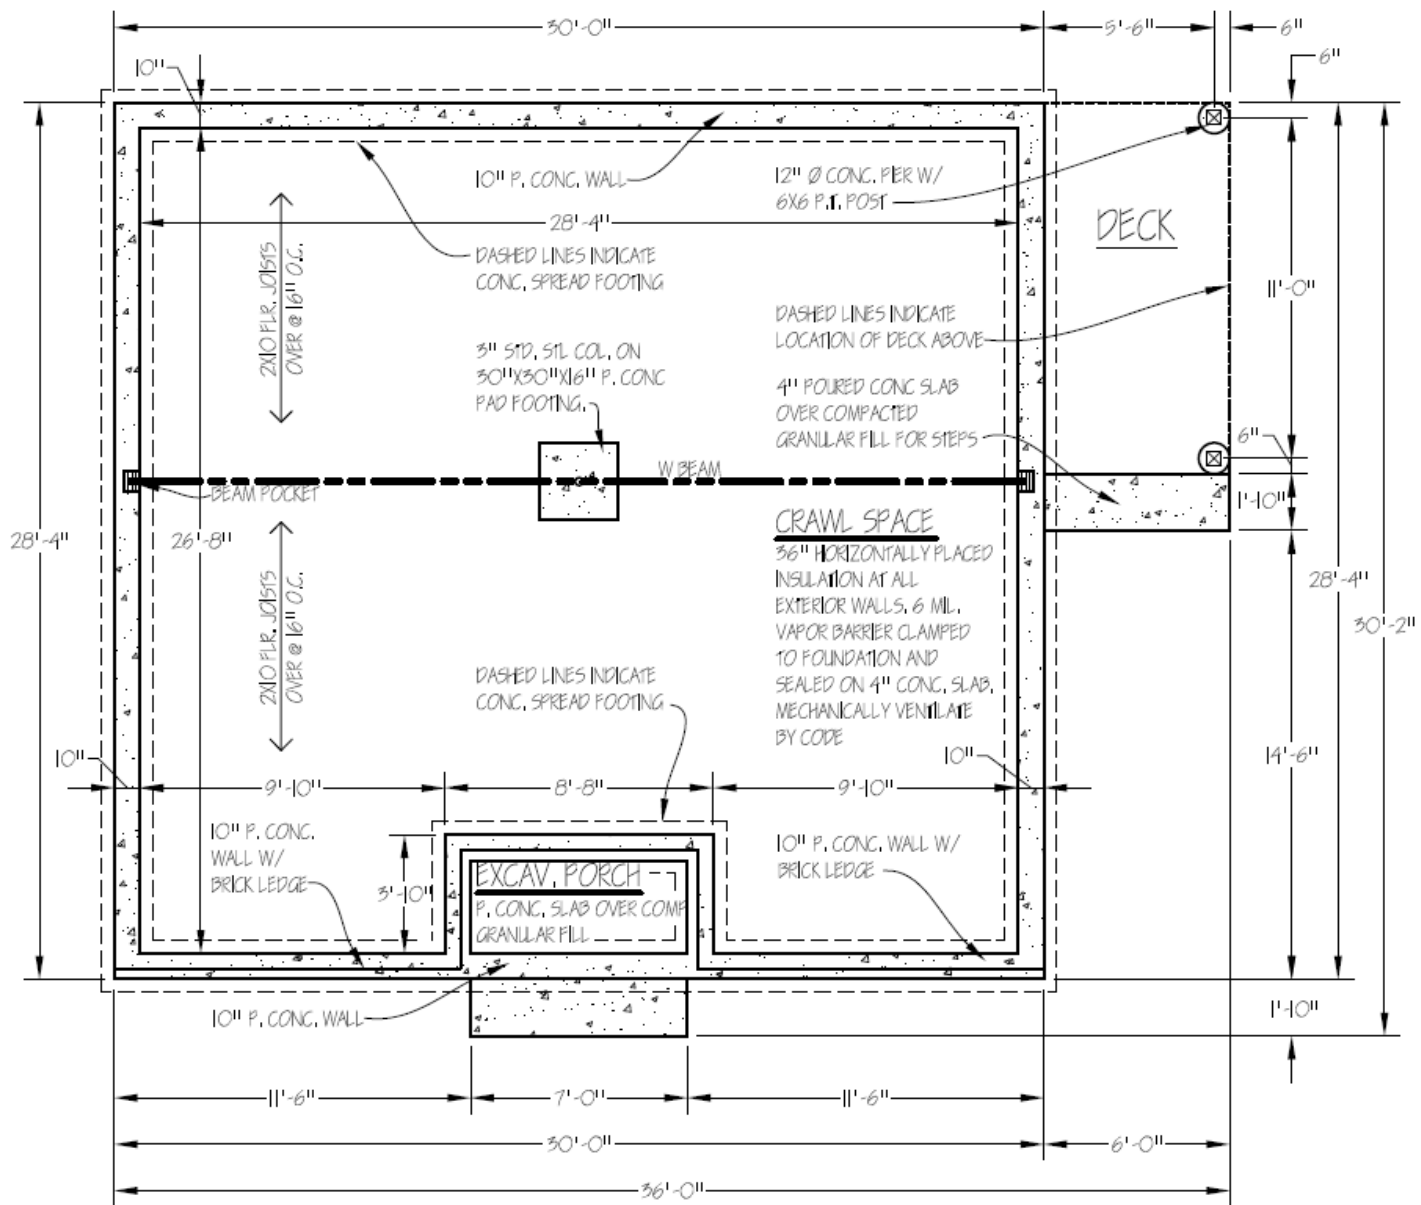 30'-0"
5'-6"
6"
6"
10"
10" P. CONC. WALL
12" Ø CONC. PIER W/
6X6 P.T. POST
DECK
28'-4"
DASHED LINES INDICATE
CONC. SPREAD FOOTING
2X10 FLR. JOISTS
OVER @ 16" O.C.
11'-0"
DASHED LINES INDICATE
LOCATION OF DECK ABOVE
3" STD. STL COL. ON
30"X30"X16" P. CONC
PAD FOOTING.
4" POURED CONC SLAB
OVER COMPACTED
GRANULAR FILL FOR STEPS
6"
W BEAM
BEAM POCKET
1'-10"
28'-4"
26'-8"
CRAWL SPACE
36" HORIZONTALLY PLACED
INSULATION AT ALL
EXTERIOR WALLS. 6 MIL.
VAPOR BARRIER CLAMPED
TO FOUNDATION AND
SEALED ON 4" CONC. SLAB.
MECHANICALLY VENTILATE
BY CODE
28'-4"
30'-2"
2X10 FLR. JOISTS
OVER @ 16" O.C.
DASHED LINES INDICATE
CONC. SPREAD FOOTING
10"
10"
14'-6"
9'-10"
8'-8"
9'-10"
10" P. CONC.
WALL W/
BRICK LEDGE
10" P. CONC. WALL W/
BRICK LEDGE
3'-10"
EXCAV. PORCH
P. CONC. SLAB OVER COMP
GRANULAR FILL
10" P. CONC. WALL
1'-10"
11'-6"
7'-0"
11'-6"
30'-0"
6'-0"
36'-0"